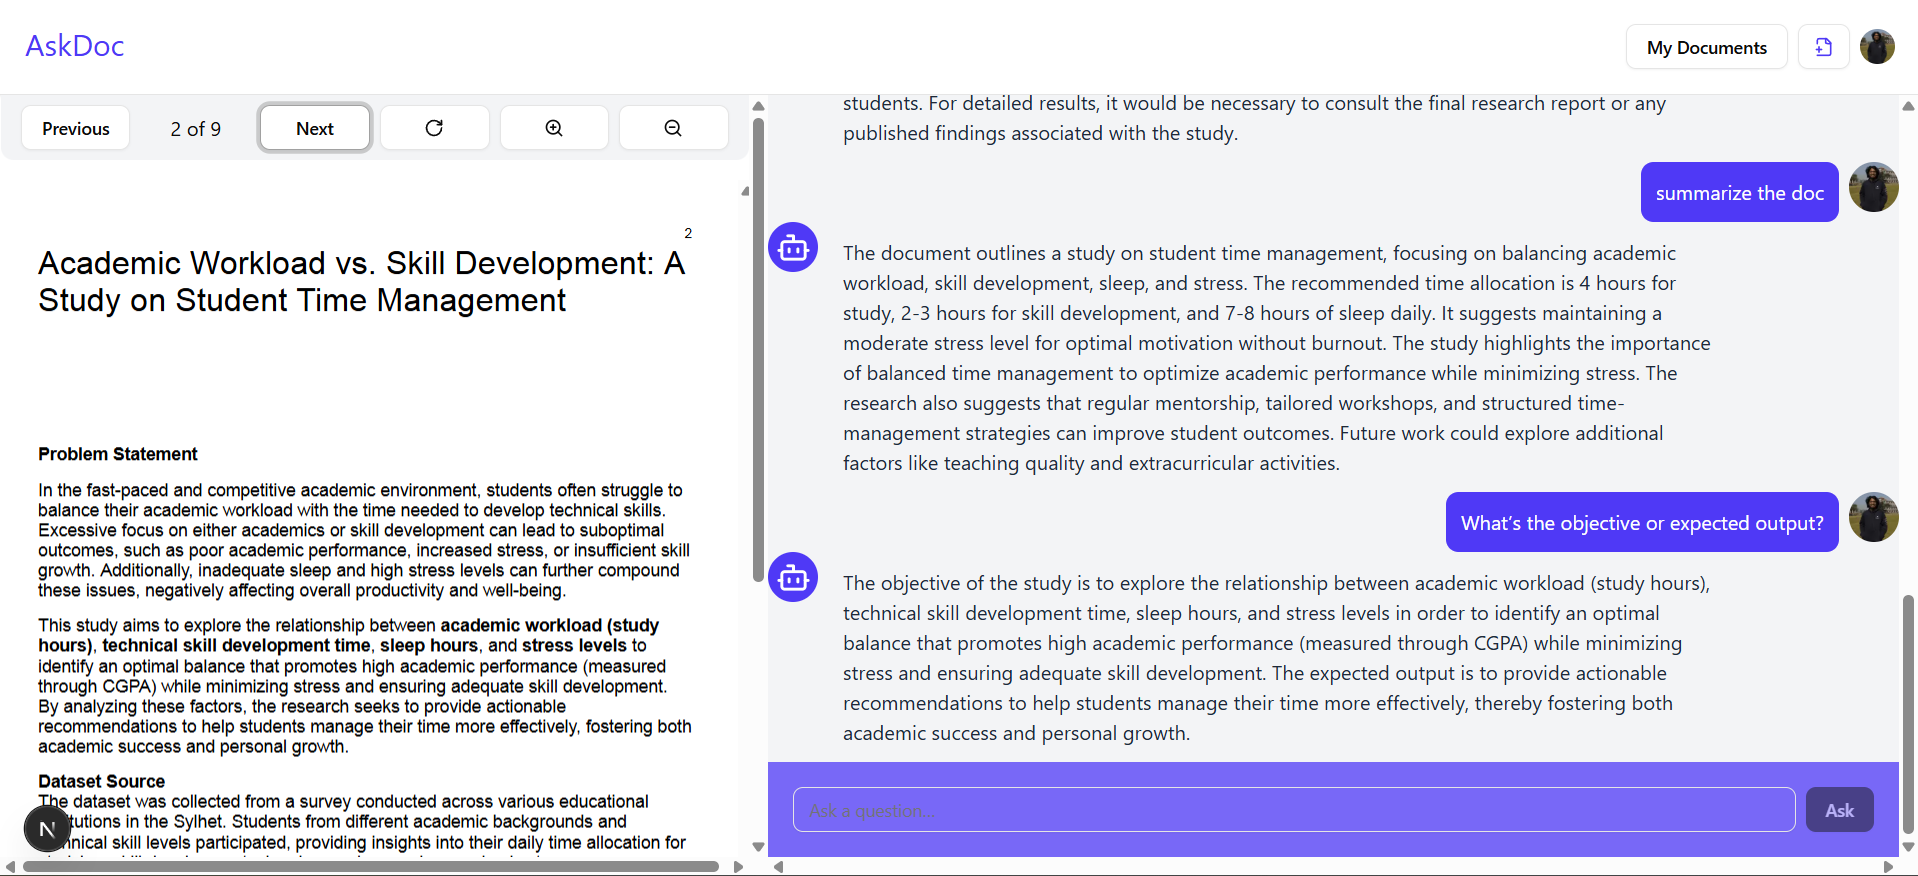 AskDoc
My Documents
Previous
2 of 9
Next
2
Academic Workload vs. Skill Development: A
Study on Student Time Management
Problem Statement
In the fast-paced and competitive academic environment, students often struggle to
balance their academic workload with the time needed to develop technical skills.
Excessive focus on either academics or skill development can lead to suboptimal
outcomes, such as poor academic performance, increased stress, or insufficient skill
growth. Additionally, inadequate sleep and high stress levels can further compound
these issues, negatively affecting overall productivity and well-being.
This study aims to explore the relationship between academic workload (study
hours), technical skill development time, sleep hours, and stress levels to
identify an optimal balance that promotes high academic performance (measured
through CGPA) while minimizing stress and ensuring adequate skill development.
By analyzing these factors, the research seeks to provide actionable
recommendations to help students manage their time more effectively, fostering both
academic success and personal growth.
Dataset Source
The dataset was collected from a survey conducted across various educational
tutions in the Sylhet. Students from different academic backgrounds and
nical skill levels participated, providing insights into their daily time allocation for
N
students. For detailed results, it would be necessary to consult the final research report or any
published findings associated with the study.
summarize the doc
The document outlines a study on student time management, focusing on balancing academic
workload, skill development, sleep, and stress. The recommended time allocation is 4 hours for
study, 2-3 hours for skill development, and 7-8 hours of sleep daily. It suggests maintaining a
moderate stress level for optimal motivation without burnout. The study highlights the importance
of balanced time management to optimize academic performance while minimizing stress. The
research also suggests that regular mentorship, tailored workshops, and structured time-
management strategies can improve student outcomes. Future work could explore additional
factors like teaching quality and extracurricular activities.
What's the objective or expected output?
The objective of the study is to explore the relationship between academic workload (study hours),
technical skill development time, sleep hours, and stress levels in order to identify an optimal
balance that promotes high academic performance (measured through CGPA) while minimizing
stress and ensuring adequate skill development. The expected output is to provide actionable
recommendations to help students manage their time more effectively, thereby fostering both
academic success and personal growth.
Ask a question...
Ask